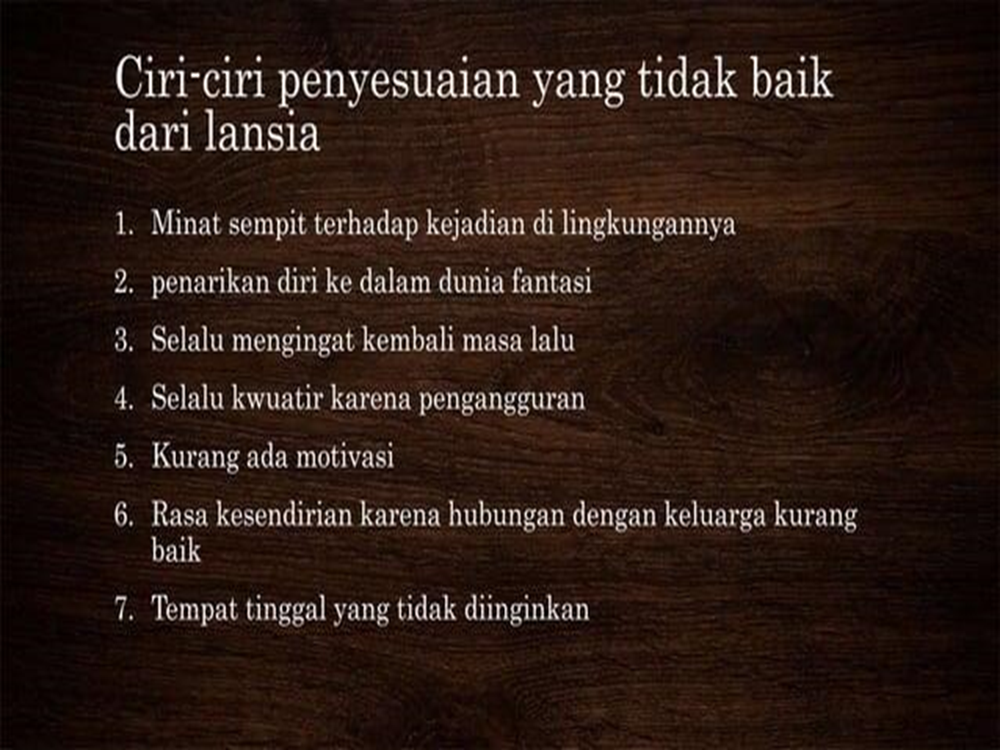 Ciri-ciri penyesuaian yang tidak baik
dari lansia
1. Minat sempit terhadap kejadian di lingkungannya
2. penarikan diri ke dalam dunia fantasi
3. Selalu mengingat kembali masa lalu
4. Selalu kwuatir karena pengangguran
5. Kurang ada motivasi
6. Rasa kesendirian karena hubungan dengan keluarga kurang
baik
7. Tempat tinggal yang tidak diinginkan